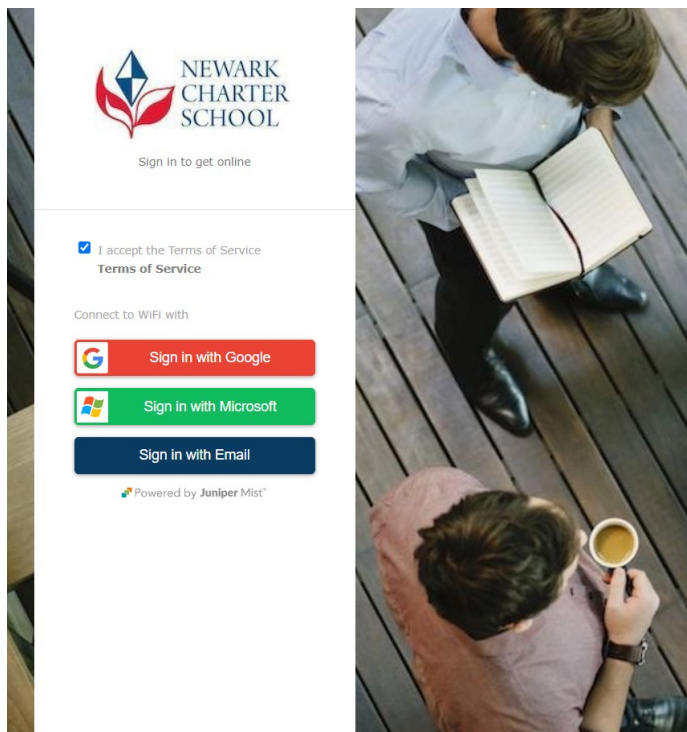 NEWARK
CHARTER
SCHOOL
Sign in to get online
I accept the Terms of Service
Terms of Service
Connect to WiFi with
Sign in with Google
Sign in with Microsoft
Sign in with Email
Powered by Juniper Mist™